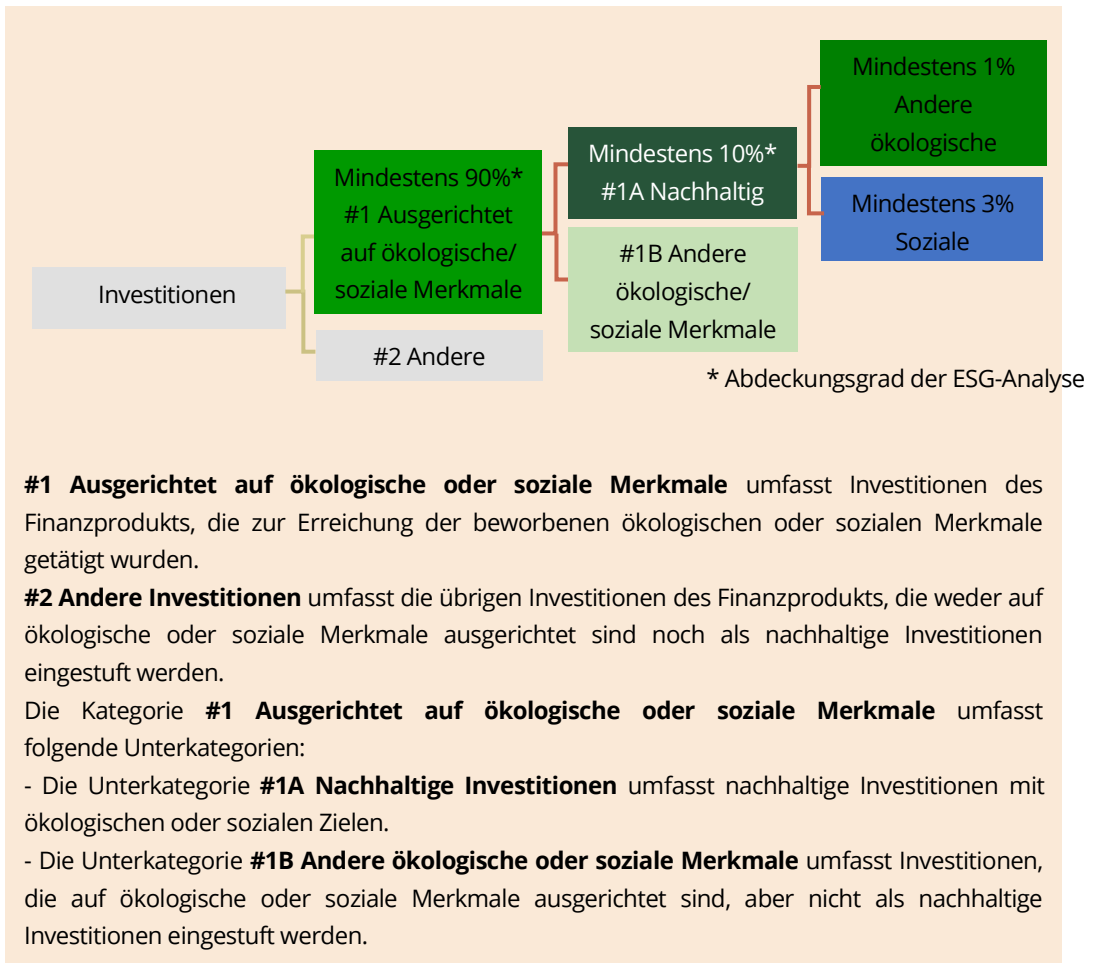 Mindestens 1%
Andere
ökologische
Mindestens 10%*
#1A Nachhaltig
Mindestens 90%*
#1 Ausgerichtet
auf ökologische/
soziale Merkmale
Mindestens 3%
Soziale
#1B Andere
ökologische/
soziale Merkmale
Investitionen
#2 Andere
* Abdeckungsgrad der ESG-Analyse
#1 Ausgerichtet auf ökologische oder soziale Merkmale umfasst Investitionen des
Finanzprodukts, die zur Erreichung der beworbenen ökologischen oder sozialen Merkmale
getätigt wurden.
#2 Andere Investitionen umfasst die übrigen Investitionen des Finanzprodukts, die weder auf
ökologische oder soziale Merkmale ausgerichtet sind noch als nachhaltige Investitionen
eingestuft werden.
Die Kategorie #1 Ausgerichtet auf ökologische oder soziale Merkmale umfasst
folgende Unterkategorien:
- Die Unterkategorie #1A Nachhaltige Investitionen umfasst nachhaltige Investitionen mit
ökologischen oder sozialen Zielen.
- Die Unterkategorie #1B Andere ökologische oder soziale Merkmale umfasst Investitionen,
die auf ökologische oder soziale Merkmale ausgerichtet sind, aber nicht als nachhaltige
Investitionen eingestuft werden.